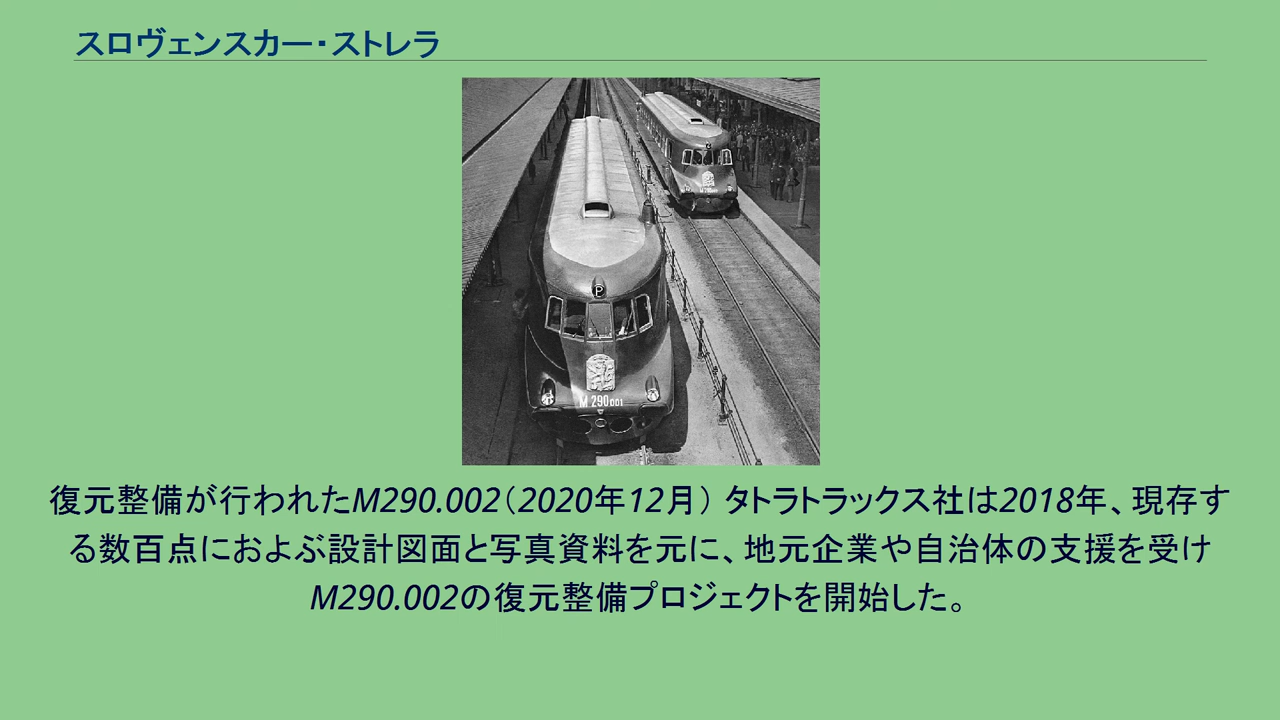 スロヴェンスカー・ストレラ
P
M 290 001
復元整備が行われたM290.002（2020年12月） タトラトラックス社は2018年、現存す
る数百点におよぶ設計図面と写真資料を元に、地元企業や自治体の支援を受け
M290.002の復元整備プロジェクトを開始した。